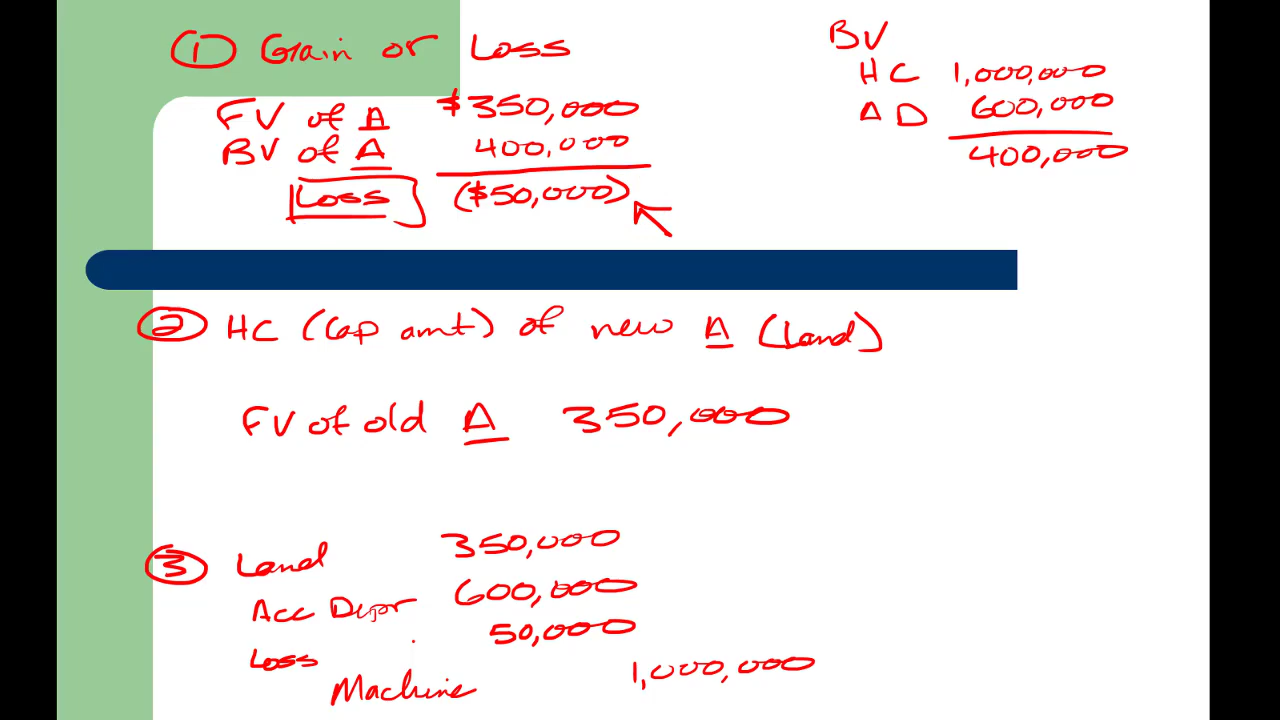 ① Gain or Loss
FV of A $350,000
BV of A 400,000
Loss ($50,000)
BV
HC 1,000,000
AD 600,000
400,000
② HC (Cap amt) of new A (Land)
FV of old A 350,000
③ Land 350,000
Acc Depr 600,000
Loss 50,000
Machine 1,000,000